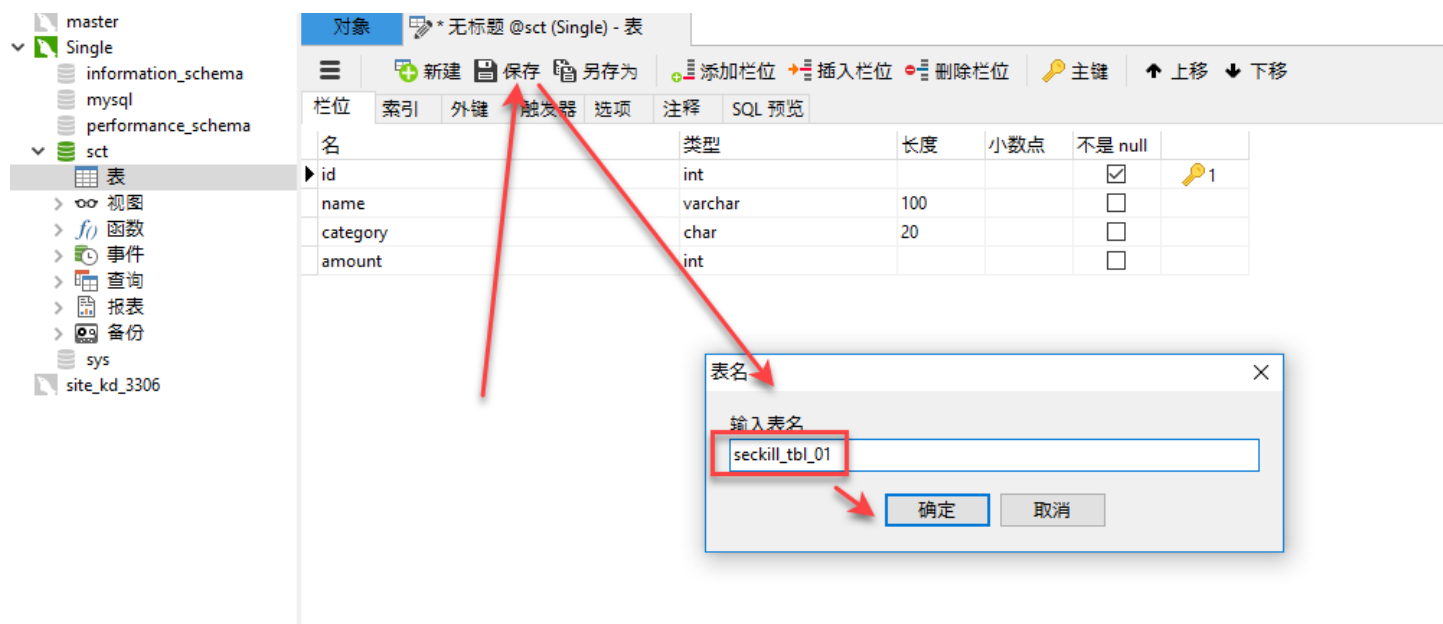 master
Single
information_schema
mysql
performance_schema
sct
表
视图
f() 函数
事件
查询
报表
备份
sys
site_kd_3306
对象 * 无标题 @sct (Single) - 表
新建 保存 另存为 添加栏位 插入栏位 删除栏位 主键 上移 下移
栏位 索引 外键 触发器 选项 注释 SQL 预览
名 类型 长度 小数点 不是 null
id int 1
name varchar 100
category char 20
amount int
表名
输入表名
seckill_tbl_01
确定 取消